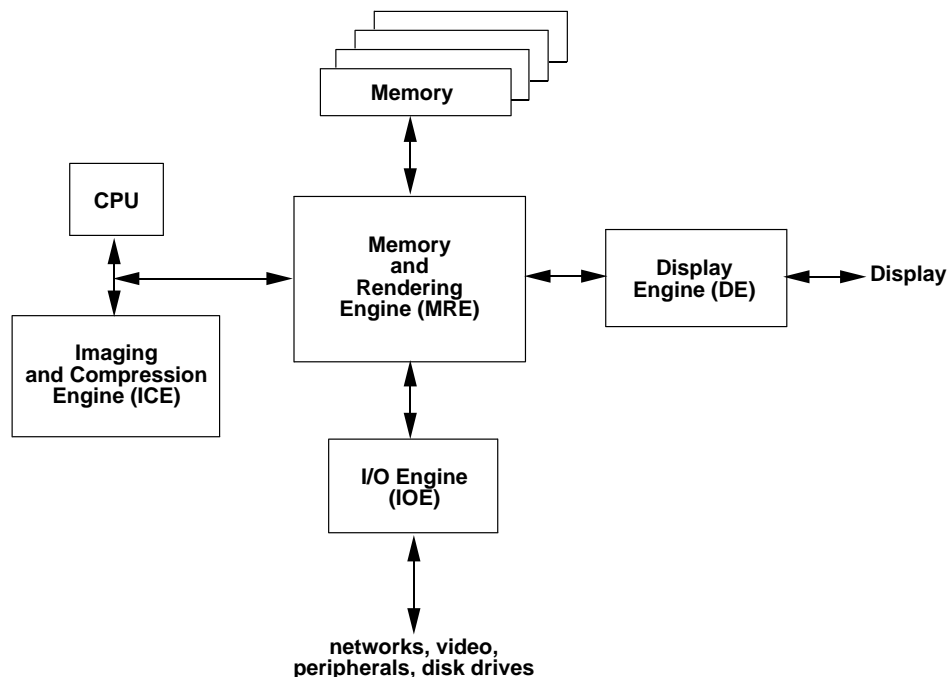 Memory
CPU
Memory
and
Rendering
Engine (MRE)
Display
Engine (DE)
Display
Imaging
and Compression
Engine (ICE)
I/O Engine
(IOE)
networks, video,
peripherals, disk drives